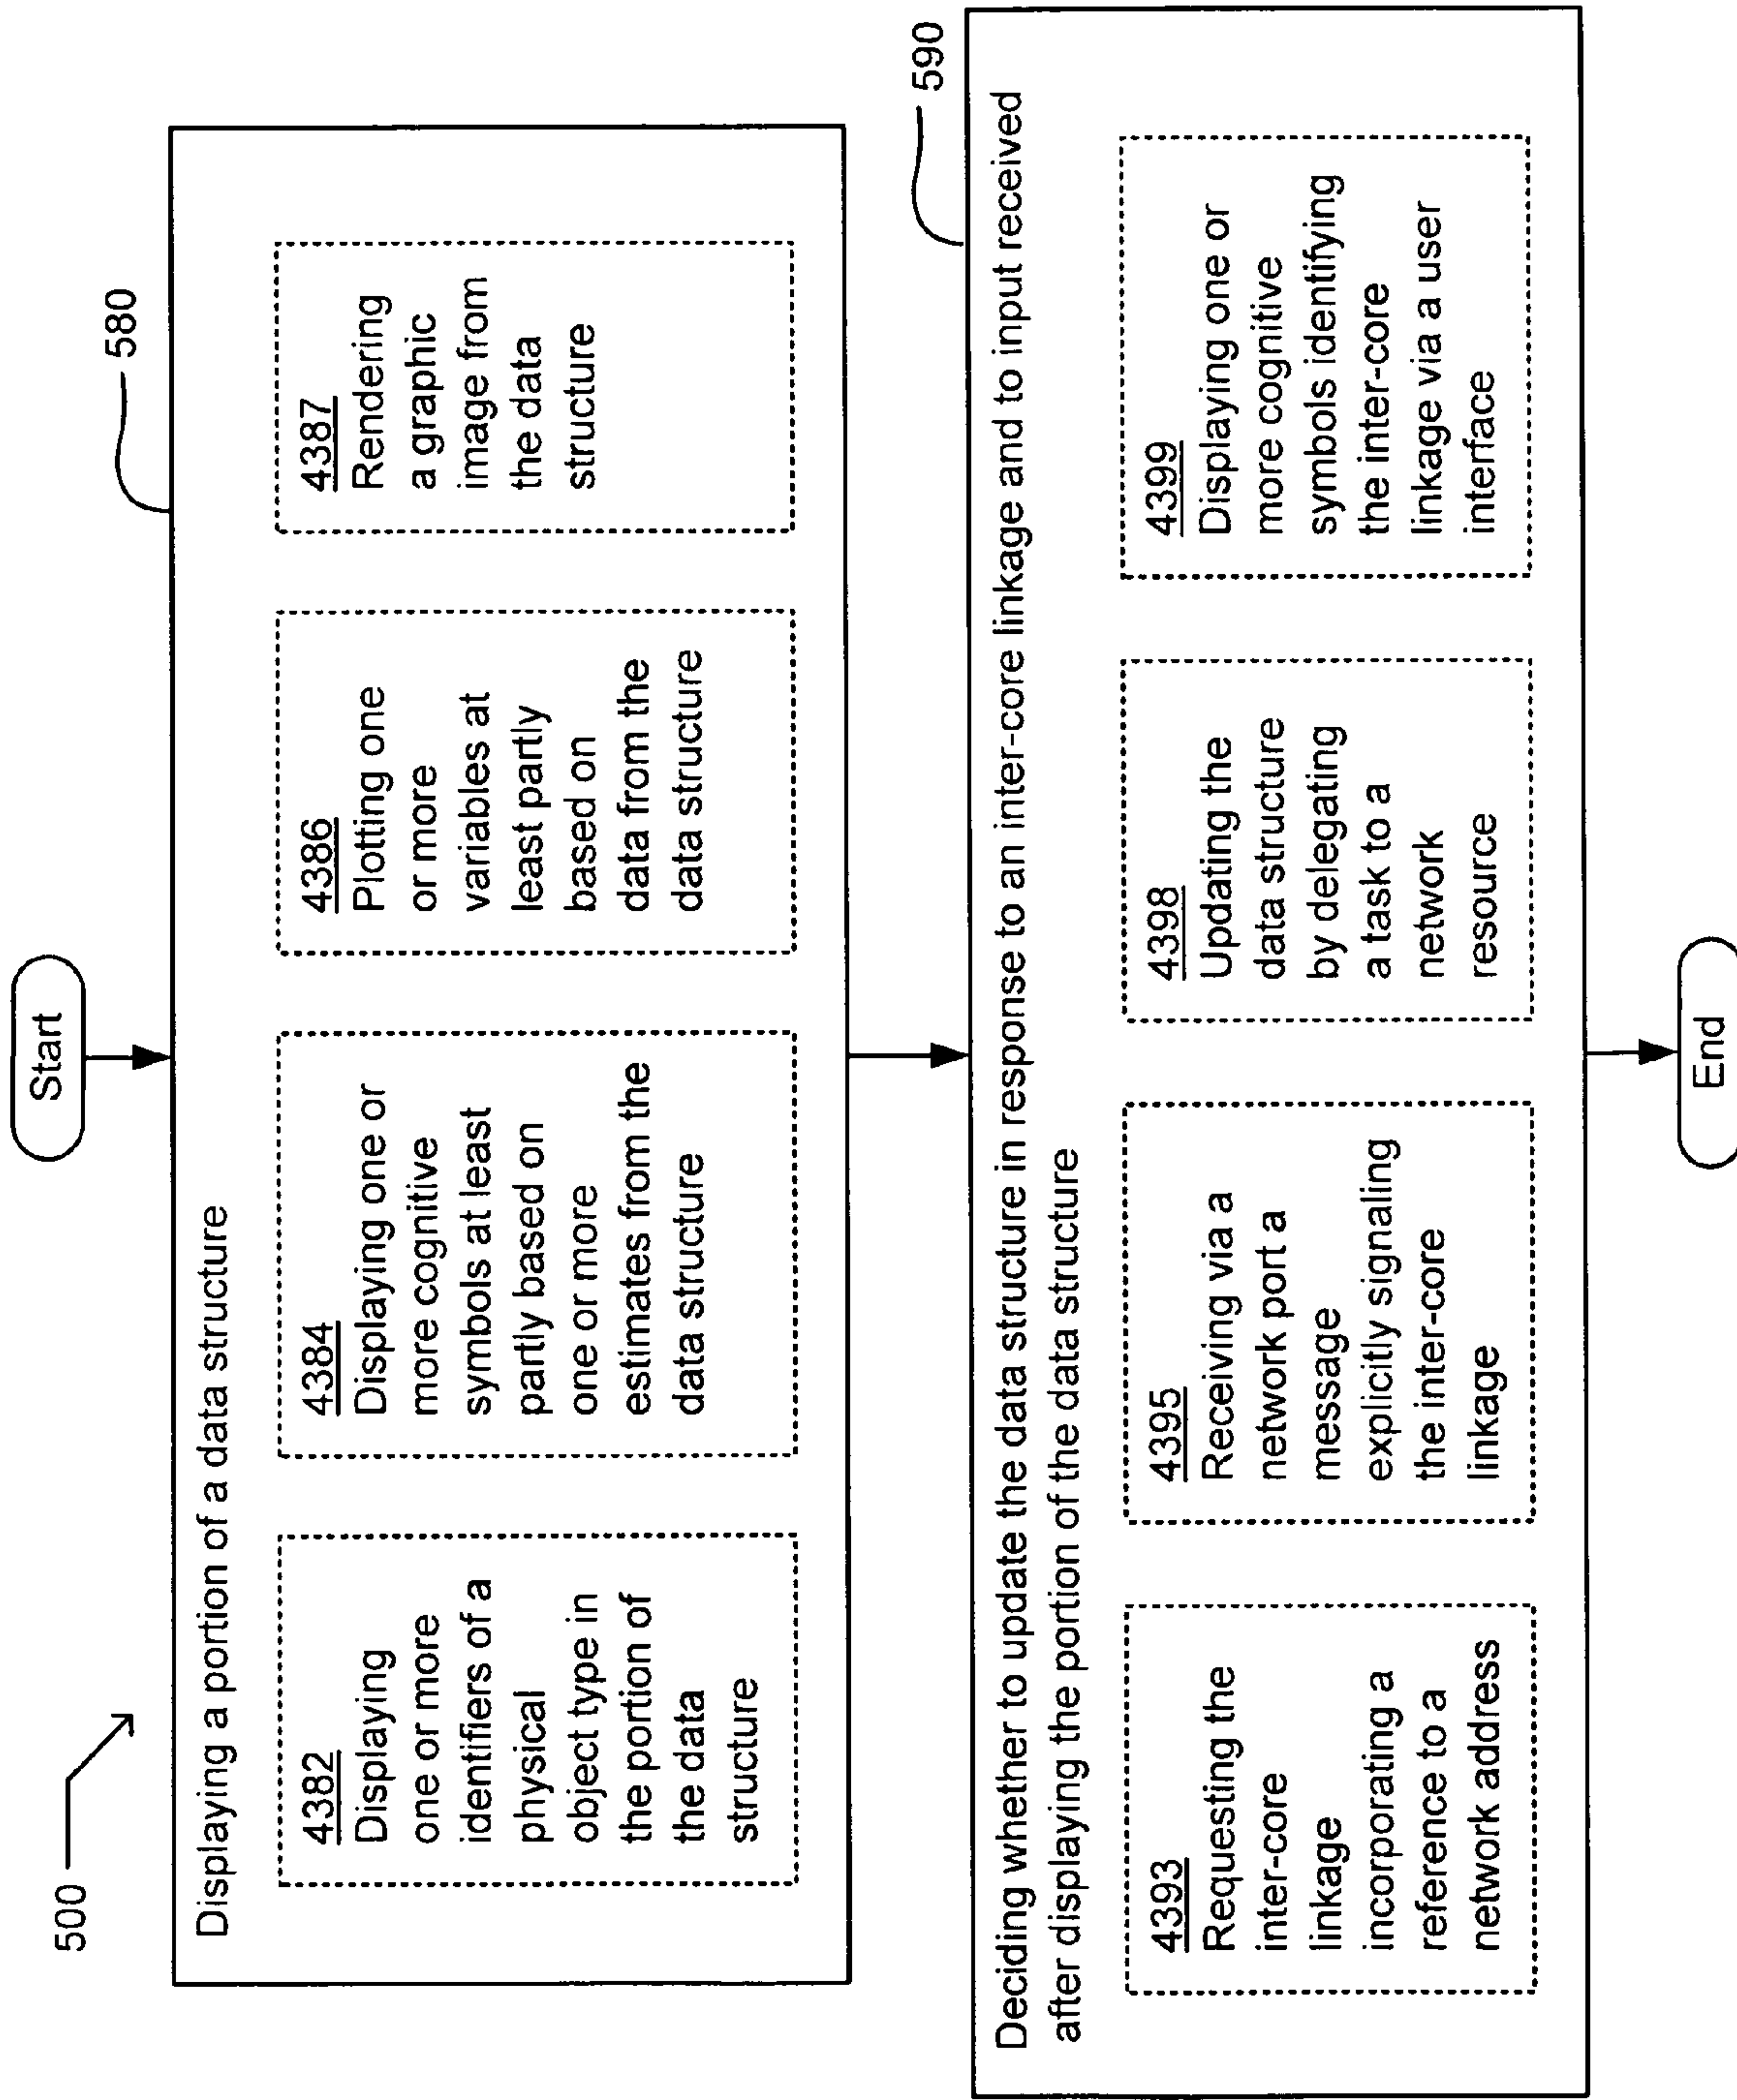 500
Start
580
Displaying a portion of a data structure
4382
Displaying
one or more
identifiers of a
physical
object type in
the portion of
the data
structure
4384
Displaying one or
more cognitive
symbols at least
partly based on
one or more
estimates from the
data structure
4386
Plotting one
or more
variables at
least partly
based on
data from the
data structure
4387
Rendering
a graphic
image from
the data
structure
590
Deciding whether to update the data structure in response to an inter-core linkage and to input received
after displaying the portion of the data structure
4393
Requesting the
inter-core
linkage
incorporating a
reference to a
network address
4395
Receiving via a
network port a
message
explicitly signaling
the inter-core
linkage
4398
Updating the
data structure
by delegating
a task to a
network
resource
4399
Displaying one or
more cognitive
symbols identifying
the inter-core
linkage via a user
interface
End